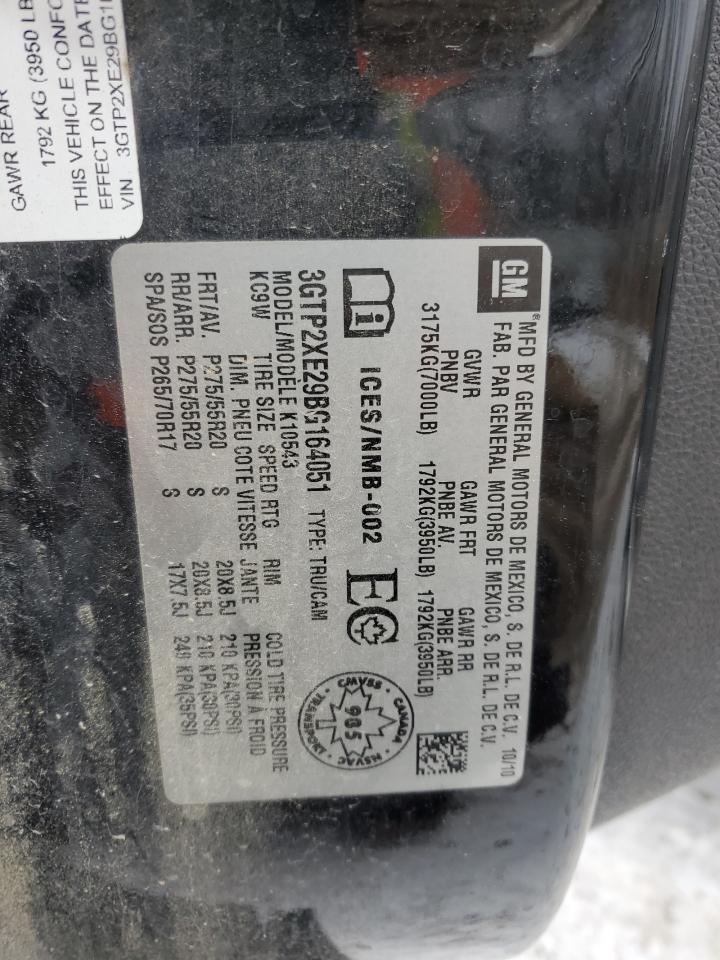 GAWR REAR
1792 KG (3950 LB
THIS VEHICLE CONFO
EFFECT ON THE DATE
VIN 3GTP2XE29BG1
GM
®MFD BY GENERAL MOTORS DE MEXICO, S. DE R.L. DE C.V. 10/10
FAB. PAR GENERAL MOTORS DE MEXICO, S. DE R.L. DE C.V.
GVWR GAWR FRT GAWR RR
PNBV PNBE AV. PNBE ARR.
3175KG(7000LB) 1792KG(3950LB) 1792KG(3950LB)
i ICES/NMB-002 EC
CMVSS CANADA
905
TRANSPORT NSVAC
3GTP2XE29BG164051 TYPE: TRU/CAM
MODEL/MODÈLE K10543
KC9W TIRE SIZE SPEED RTG RIM COLD TIRE PRESSURE
DIM. PNEU COTE VITESSE JANTE PRESSION À FROID
FRT/AV. P275/55R20 S 20X8.5J 210 KPA(30PSI)
RR/ARR. P275/55R20 S 20X8.5J 210 KPA(30PSI)
SPA/SOS P265/70R17 S 17X7.5J 240 KPA(35PSI)